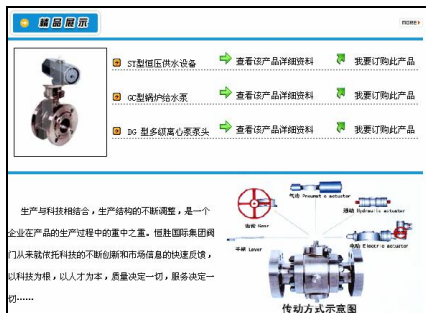 精品展示
MORE
ST型恒压供水设备 查看该产品详细资料 我要订购此产品
GC型锅炉给水泵 查看该产品详细资料 我要订购此产品
DG 型多级离心泵泵头 查看该产品详细资料 我要订购此产品
生产与科技相结合，生产结构的不断调整，是一个
企业在产品的生产过程中的重中之重。恒胜国际集团阀
门从来就依托科技的不断创新和市场信息的快速反馈，
以科技为根，以人才为本，质量决定一切，服务决定一
切……
气动 Pneumatic actuator
液动 Hydraulic actuator
齿轮 Gear
电动 Electric actuator
手柄 Lever
传动方式示意图